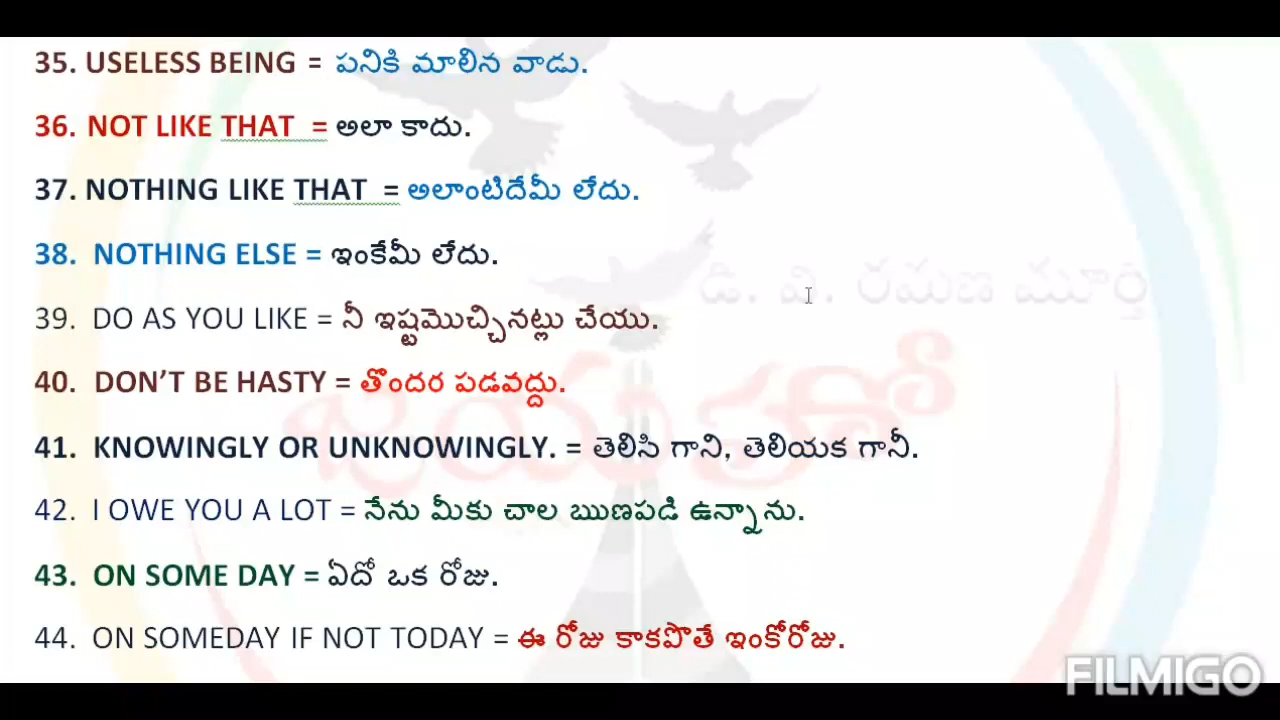 35. USELESS BEING = పనికి మాలిన వాడు.
36. NOT LIKE THAT = అలా కాదు.
37. NOTHING LIKE THAT = అలాంటిదేమీ లేదు.
38. NOTHING ELSE = ఇంకేమీ లేదు.
డి. వి. రమణ మూర్తి
39. DO AS YOU LIKE = నీ ఇష్టమొచ్చినట్లు చేయు.
40. DON'T BE HASTY = తొందర పడవద్దు.
జయహో
41. KNOWINGLY OR UNKNOWINGLY. = తెలిసి గాని, తెలియక గానీ.
42. I OWE YOU A LOT = నేను మీకు చాల ఋణపడి ఉన్నాను.
43. ON SOME DAY = ఏదో ఒక రోజు.
44. ON SOMEDAY IF NOT TODAY = ఈ రోజు కాకపొతే ఇంకోరోజు.
FILMIGO